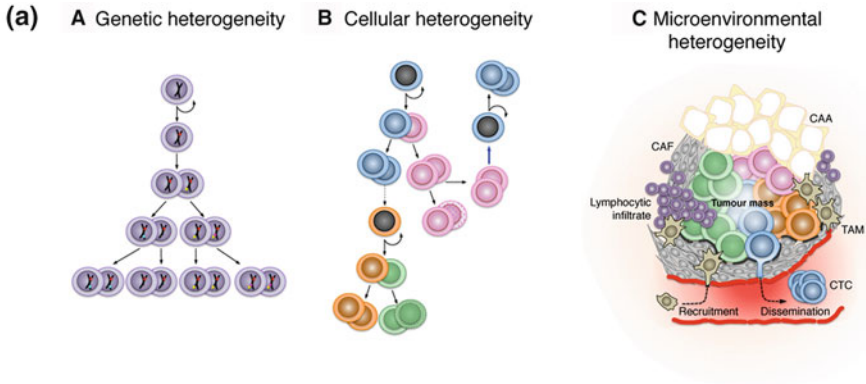 (a) A Genetic heterogeneity
B Cellular heterogeneity
C Microenvironmental
heterogeneity
CAA
CAF
Lymphocytic
infiltrate
Tumour mass
TAM
CTC
Recruitment
Dissemination